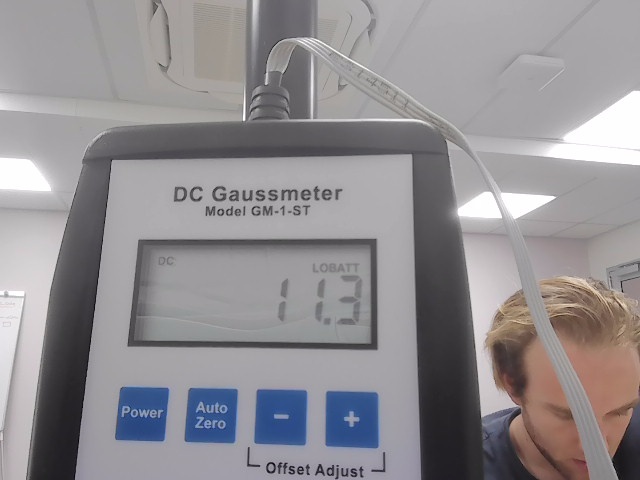 DC Gaussmeter
Model GM-1-ST
DC
LOBATT
11.3
Power
Auto
Zero
-
+
Offset Adjust